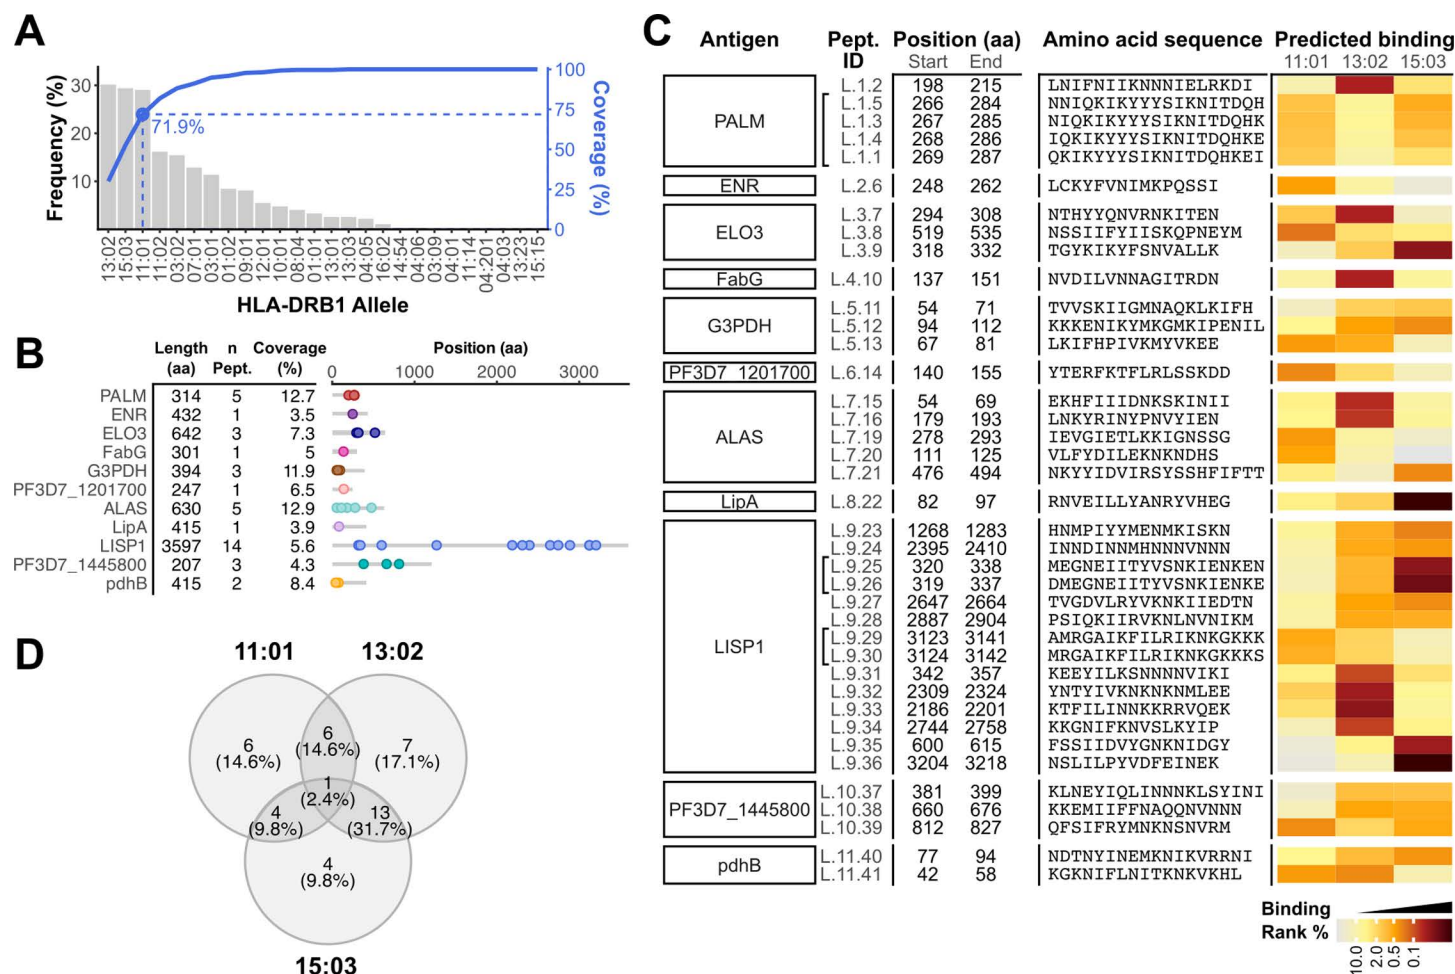 A
Frequency (%)
30
20
10
71.9%
100
75
50
25
0
Coverage (%)
13:02
15:03
11:01
11:02
03:02
07:01
03:01
01:02
09:01
12:01
10:01
08:04
01:01
13:01
13:03
04:05
16:02
14:54
04:06
03:09
04:01
11:14
04:201
04:03
13:23
15:15
HLA-DRB1 Allele
B
Length (aa) n Pept. Coverage (%) Position (aa)
0 1000 2000 3000
PALM 314 5 12.7
ENR 432 1 3.5
ELO3 642 3 7.3
FabG 301 1 5
G3PDH 394 3 11.9
PF3D7_1201700 247 1 6.5
ALAS 630 5 12.9
LipA 415 1 3.9
LISP1 3597 14 5.6
PF3D7_1445800 207 3 4.3
pdhB 415 2 8.4
D
11:01 13:02
6 (14.6%)
6 (14.6%)
7 (17.1%)
1 (2.4%)
4 (9.8%)
13 (31.7%)
4 (9.8%)
15:03
C
Antigen Pept. ID Position (aa) Amino acid sequence Predicted binding
Start End 11:01 13:02 15:03
PALM
L.1.2 198 215 LNIFNIIKNNNIELRKDI
L.1.5 266 284 NNIQKIKYYYSIKNITDQH
L.1.3 267 285 NIQKIKYYYSIKNITDQHK
L.1.4 268 286 IQKIKYYYSIKNITDQHKE
L.1.1 269 287 QKIKYYYSIKNITDQHKEI
ENR
L.2.6 248 262 LCKYFVNIMKPQSSI
ELO3
L.3.7 294 308 NTHYYQNVRNKITEN
L.3.8 519 535 NSSIIFYIISKQPNEYM
L.3.9 318 332 TGYKIKYFSNVALLK
FabG
L.4.10 137 151 NVDILVNNAGITRDN
G3PDH
L.5.11 54 71 TVVSKIIGMNAQKLKIFH
L.5.12 94 112 KKKENIKYMKGMKIPENIL
L.5.13 67 81 LKIFHPIVKMYVKEE
PF3D7_1201700
L.6.14 140 155 YTERFKTFLRLSSKDD
ALAS
L.7.15 54 69 EKHFIIIDNKSKINII
L.7.16 179 193 LNKYRINYPNVYIEN
L.7.19 278 293 IEVGIETLKKIGNSSG
L.7.20 111 125 VLFYDILEKNKNDHS
L.7.21 476 494 NKYYIDVIRSYSSHFIFTT
LipA
L.8.22 82 97 RNVEILLYANRYVHEG
LISP1
L.9.23 1268 1283 HNMPIYYMENMKISKN
L.9.24 2395 2410 INNDINNMHNNNVNNN
L.9.25 320 338 MEGNEIITYVSNKIENKEN
L.9.26 319 337 DMEGNEIITYVSNKIENKE
L.9.27 2647 2664 TVGDVLRYVKNKIIEDTN
L.9.28 2887 2904 PSIQKIIRVKNLNVNIKM
L.9.29 3123 3141 AMRGAIKFILRIKNKGKKK
L.9.30 3124 3142 MRGAIKFILRIKNKGKKKS
L.9.31 342 357 KEEYILKSNNNNVIKI
L.9.32 2309 2324 YNTYIVKNKNKNMLEE
L.9.33 2186 2201 KTFILINNKKRRVQEK
L.9.34 2744 2758 KKGNIFKNVSLKYIP
L.9.35 600 615 FSSIIDVYGNKNIDGY
L.9.36 3204 3218 NSLILPYVDFEINEK
PF3D7_1445800
L.10.37 381 399 KLNEYIQLINNNKLSYINI
L.10.38 660 676 KKEMIIFFNAQQNVNNN
L.10.39 812 827 QFSIFRYMNKNSNVRM
pdhB
L.11.40 77 94 NDTNYINEMKNIKVRRNI
L.11.41 42 58 KGKNIFLNITKNKVKHL
Binding
Rank %
10.0
2.0
0.5
0.1